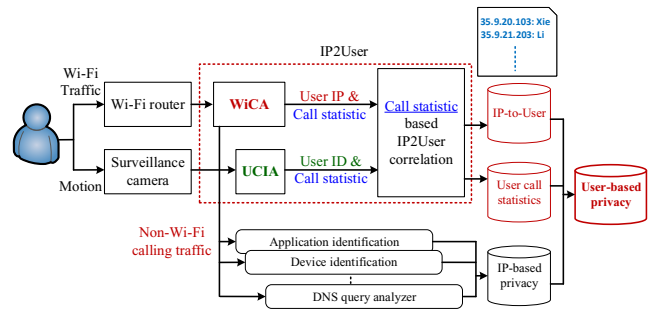 35.9.20.103: Xie
35.9.21.203: Li
IP2User
Wi-Fi
Traffic
Wi-Fi router
WiCA
User IP &
Call statistic
Call statistic
based
IP2User
correlation
IP-to-User
Motion
Surveillance
camera
UCIA
User ID &
Call statistic
User call
statistics
User-based
privacy
Non-Wi-Fi
calling traffic
Application identification
Device identification
DNS query analyzer
IP-based
privacy